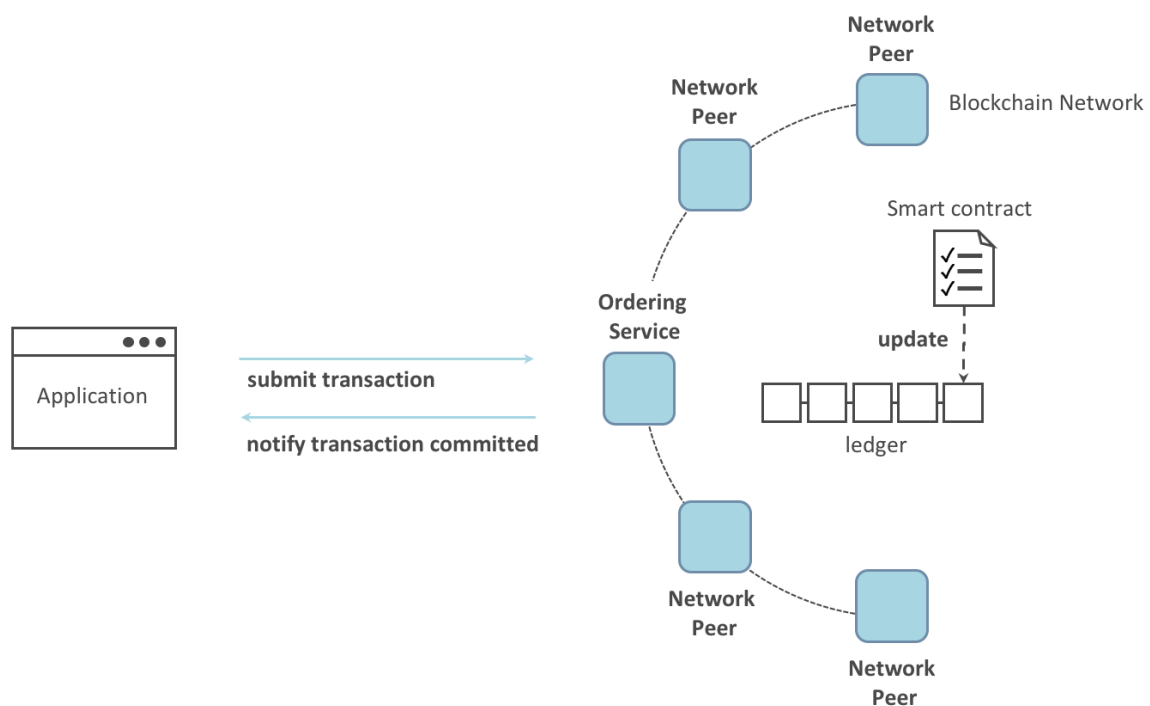 Network
Peer
Network
Peer
Blockchain Network
Smart contract
Ordering
Service
update
submit transaction
Application
notify transaction committed
ledger
Network
Peer
Network
Peer